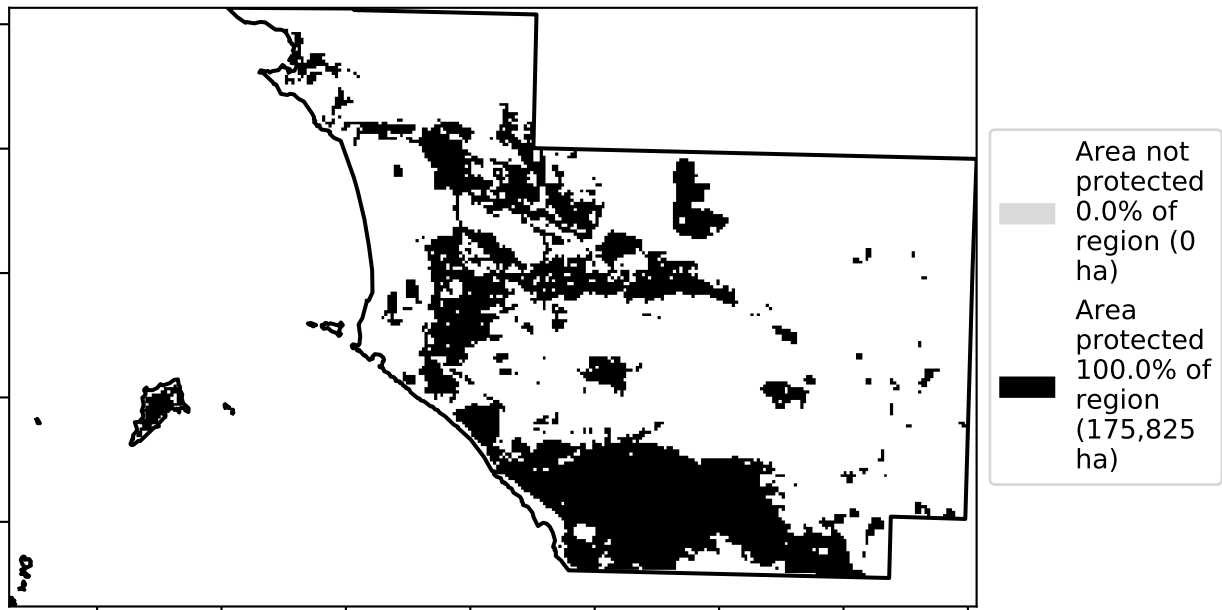 Area not
protected
0.0% of
region (0
ha)
Area
protected
100.0% of
region
(175,825
ha)